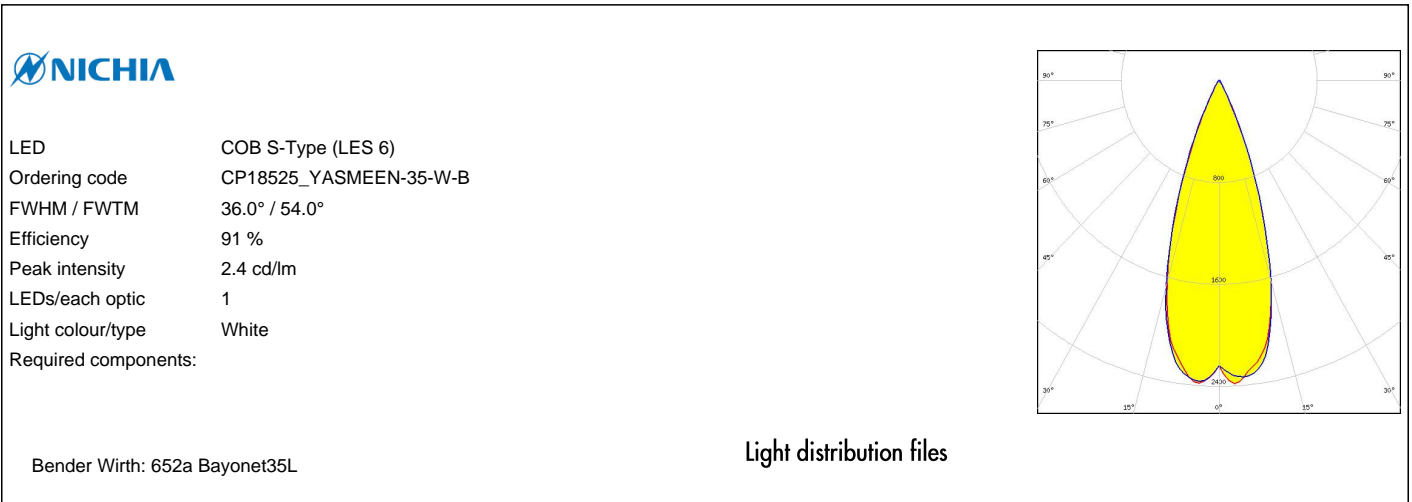 NICHIA
LED COB S-Type (LES 6)
Ordering code CP18525_YASMEEN-35-W-B
FWHM / FWTM 36.0° / 54.0°
Efficiency 91 %
Peak intensity 2.4 cd/lm
LEDs/each optic 1
Light colour/type White
Required components:
Bender Wirth: 652a Bayonet35L
Light distribution files
90° 90°
75° 75°
60° 60°
800
45° 45°
1600
30° 2400 30°
15° 0° 15°